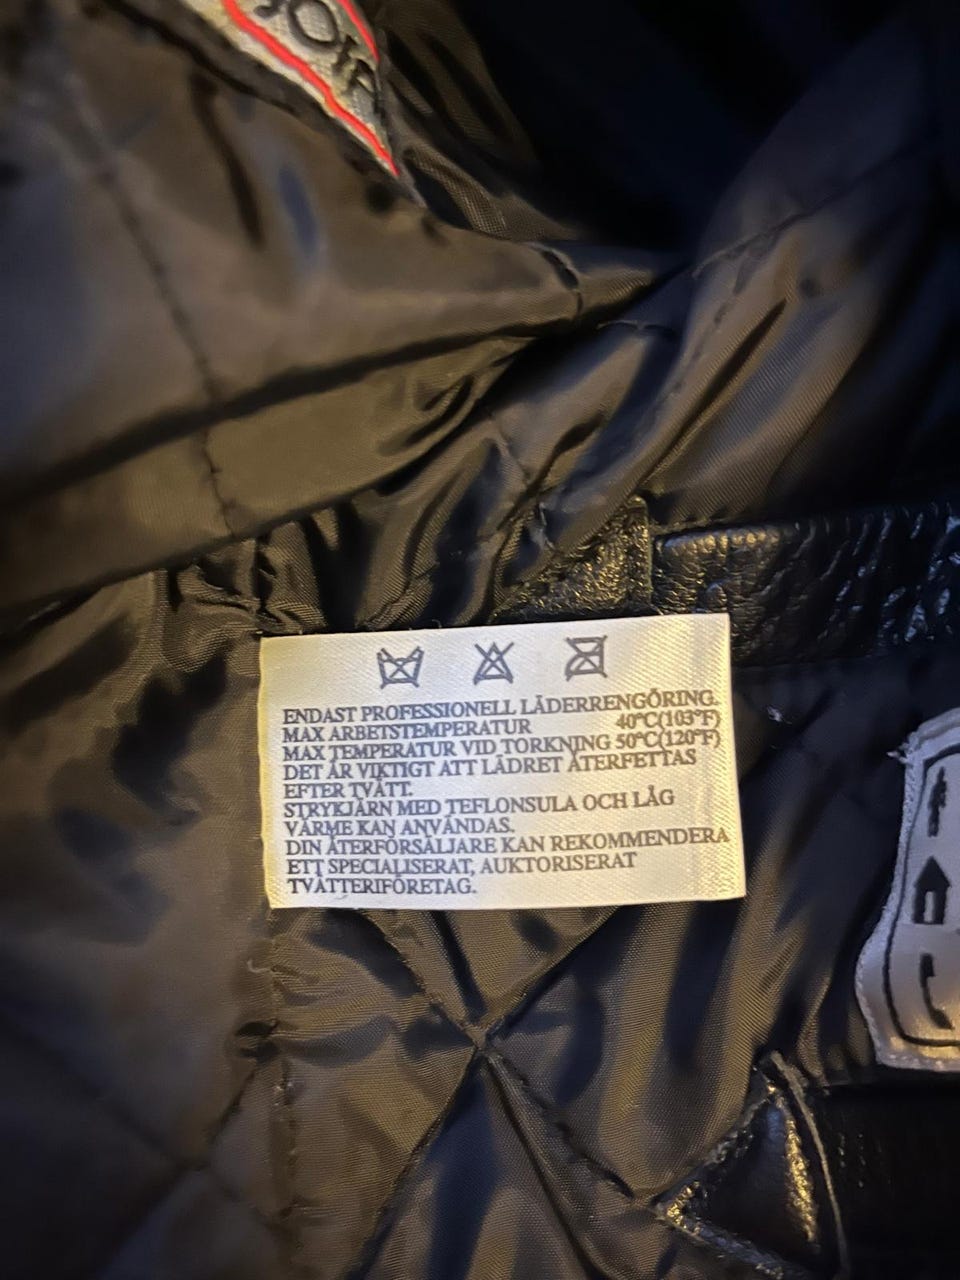 ENDAST PROFESSIONELL LÄDERRENGÖRING.
MAX ARBETSTEMPERATUR 40°C(103°F)
MAX TEMPERATUR VID TORKNING 50°C(120°F)
DET ÄR VIKTIGT ATT LÄDRET ÅTERFETTAS
EFTER TVÄTT.
STRYKJÄRN MED TEFLONSULA OCH LÅG
VÄRME KAN ANVÄNDAS.
DIN ÅTERFÖRSÄLJARE KAN REKOMMENDERA
ETT SPECIALISERAT, AUKTORISERAT
TVÄTTERIFÖRETAG.